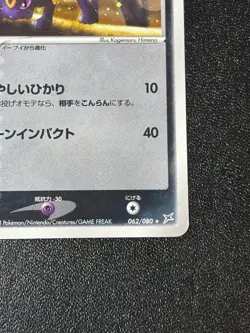 Illus. Kagemaru Himeno
イーブイから進化
やしいひかり 10
投げオモテなら、相手をこんらんにする。
ーンインパクト 40
抵抗力 -30 にげる
Pokémon/Nintendo/Creatures/GAME FREAK 062/080 ★